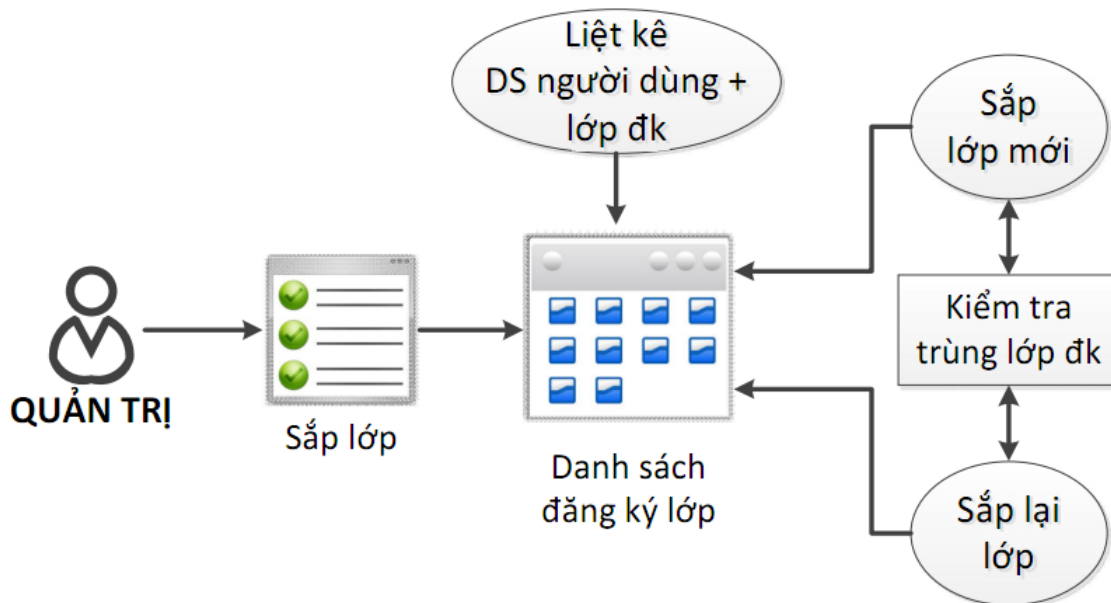 Liệt kê
DS người dùng +
lớp đk
Sắp
lớp mới
Kiểm tra
trùng lớp đk
QUẢN TRỊ
Sắp lớp
Danh sách
đăng ký lớp
Sắp lại
lớp